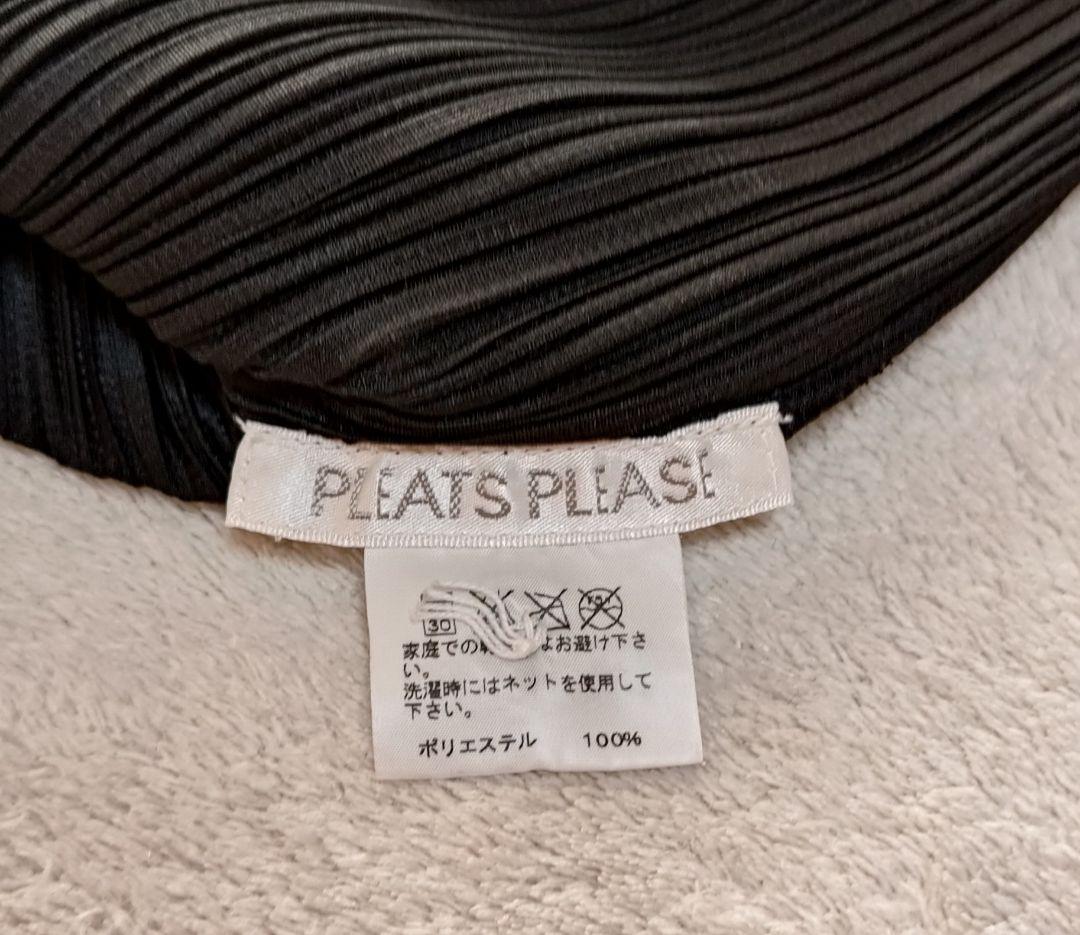 PLEATS PLEASE
30
家庭での お避け下さ
い。
洗濯時にはネットを使用して
下さい。
ポリエステル 100%